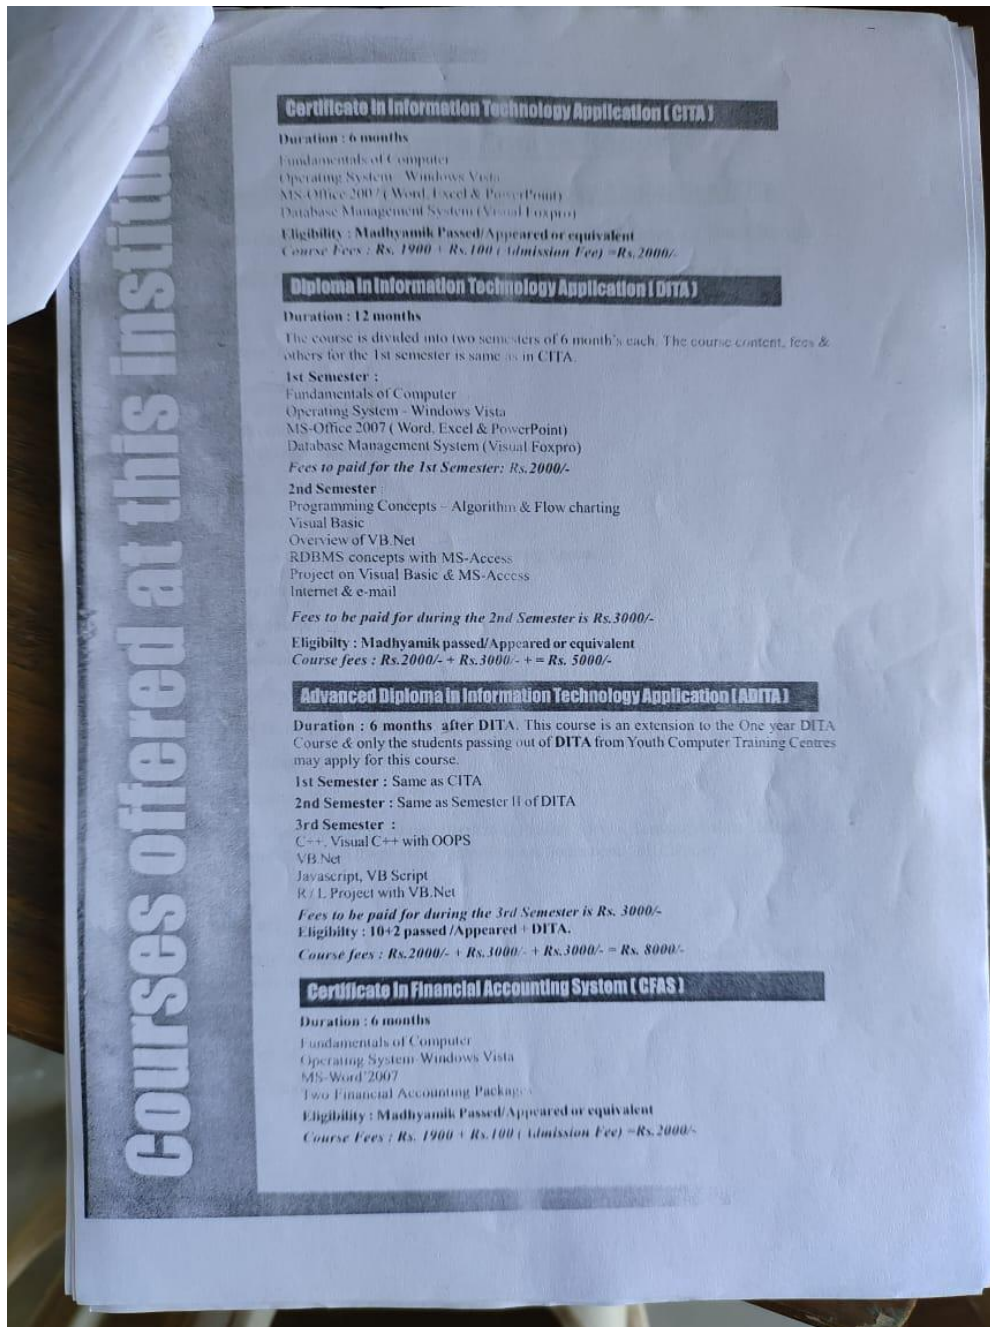 Courses offered at this institut
Certificate in Information Technology Application ( CITA )
Duration : 6 months
Fundamentals of Computer
Operating System - Windows Vista
MS-Office 2007 ( Word, Excel & PowerPoint)
Database Management System (Visual Foxpro)
Eligibility : Madhyamik Passed/Appeared or equivalent
Course Fees : Rs. 1900 + Rs.100 ( Admission Fee) =Rs.2000/-
Diploma in Information Technology Application ( DITA )
Duration : 12 months
The course is divided into two semesters of 6 month's each. The course content, fees &
others for the 1st semester is same as in CITA.
1st Semester :
Fundamentals of Computer
Operating System - Windows Vista
MS-Office 2007 ( Word, Excel & PowerPoint)
Database Management System (Visual Foxpro)
Fees to paid for the 1st Semester: Rs.2000/-
2nd Semester :
Programming Concepts - Algorithm & Flow charting
Visual Basic
Overview of VB.Net
RDBMS concepts with MS-Access
Project on Visual Basic & MS-Access
Internet & e-mail
Fees to be paid for during the 2nd Semester is Rs.3000/-
Eligibilty : Madhyamik passed/Appeared or equivalent
Course fees : Rs.2000/- + Rs.3000/- + = Rs. 5000/-
Advanced Diploma in Information Technology Application ( ADITA )
Duration : 6 months after DITA. This course is an extension to the One year DITA
Course & only the students passing out of DITA from Youth Computer Training Centres
may apply for this course.
1st Semester : Same as CITA
2nd Semester : Same as Semester II of DITA
3rd Semester :
C++, Visual C++ with OOPS
VB.Net
Javascript, VB Script
R / L Project with VB.Net
Fees to be paid for during the 3rd Semester is Rs. 3000/-
Eligibilty : 10+2 passed /Appeared + DITA.
Course fees : Rs.2000/- + Rs.3000/- + Rs.3000/- = Rs. 8000/-
Certificate in Financial Accounting System ( CFAS )
Duration : 6 months
Fundamentals of Computer
Operating System-Windows Vista
MS-Word'2007
Two Financial Accounting Packages
Eligibility : Madhyamik Passed/Appeared or equivalent
Course Fees : Rs. 1900 + Rs.100 ( Admission Fee) =Rs.2000/-